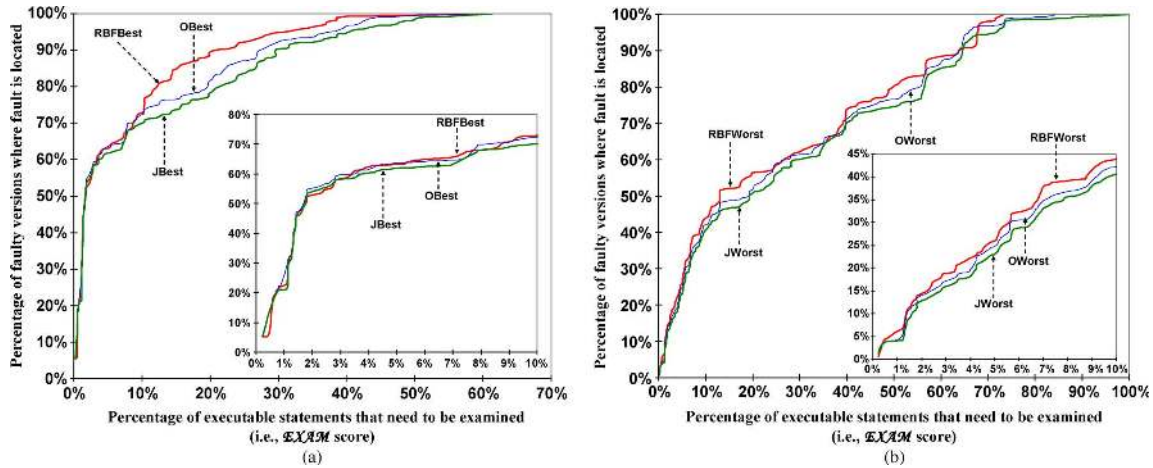 Percentage of faulty versions where fault is located
100%
90%
80%
70%
60%
50%
40%
30%
20%
10%
0%
RBFBest
OBest
JBest
80%
70%
60%
50%
40%
30%
20%
10%
0%
RBFBest
OBest
JBest
0% 1% 2% 3% 4% 5% 6% 7% 8% 9% 10%
0% 10% 20% 30% 40% 50% 60% 70%
Percentage of executable statements that need to be examined
(i.e., EXAM score)
(a)
Percentage of faulty versions where fault is located
100%
90%
80%
70%
60%
50%
40%
30%
20%
10%
0%
RBFWorst
OWorst
JWorst
45%
40%
35%
30%
25%
20%
15%
10%
5%
0%
RBFWorst
OWorst
JWorst
0% 1% 2% 3% 4% 5% 6% 7% 8% 9% 10%
0% 10% 20% 30% 40% 50% 60% 70% 80% 90% 100%
Percentage of executable statements that need to be examined
(i.e., EXAM score)
(b)